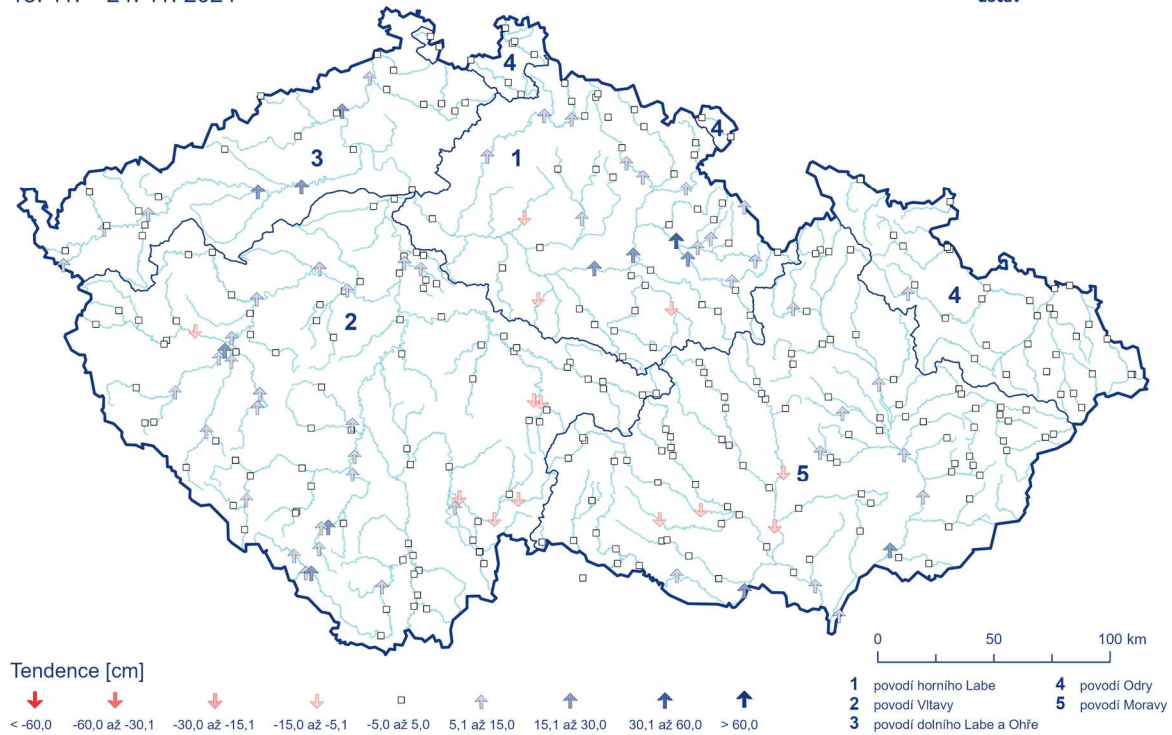 ústav
4
4
3
1
4
2
5
0 50 100 km
Tendence [cm]
< -60,0 -60,0 až -30,1 -30,0 až -15,1 -15,0 až -5,1 -5,0 až 5,0 5,1 až 15,0 15,1 až 30,0 30,1 až 60,0 > 60,0
1 povodí horního Labe 4 povodí Odry
2 povodí Vltavy 5 povodí Moravy
3 povodí dolního Labe a Ohře